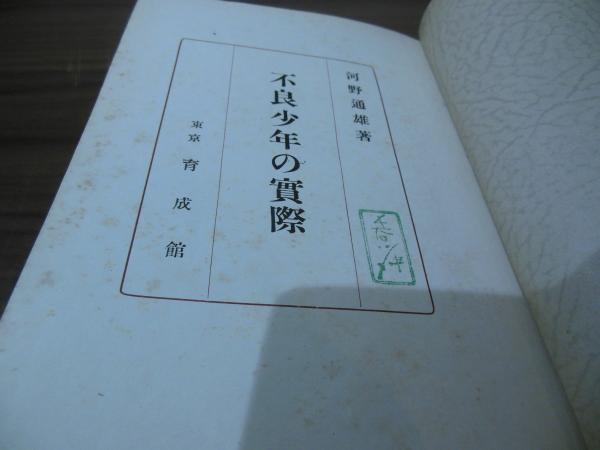 河野通雄著
不良少年の實際
東京 育成館